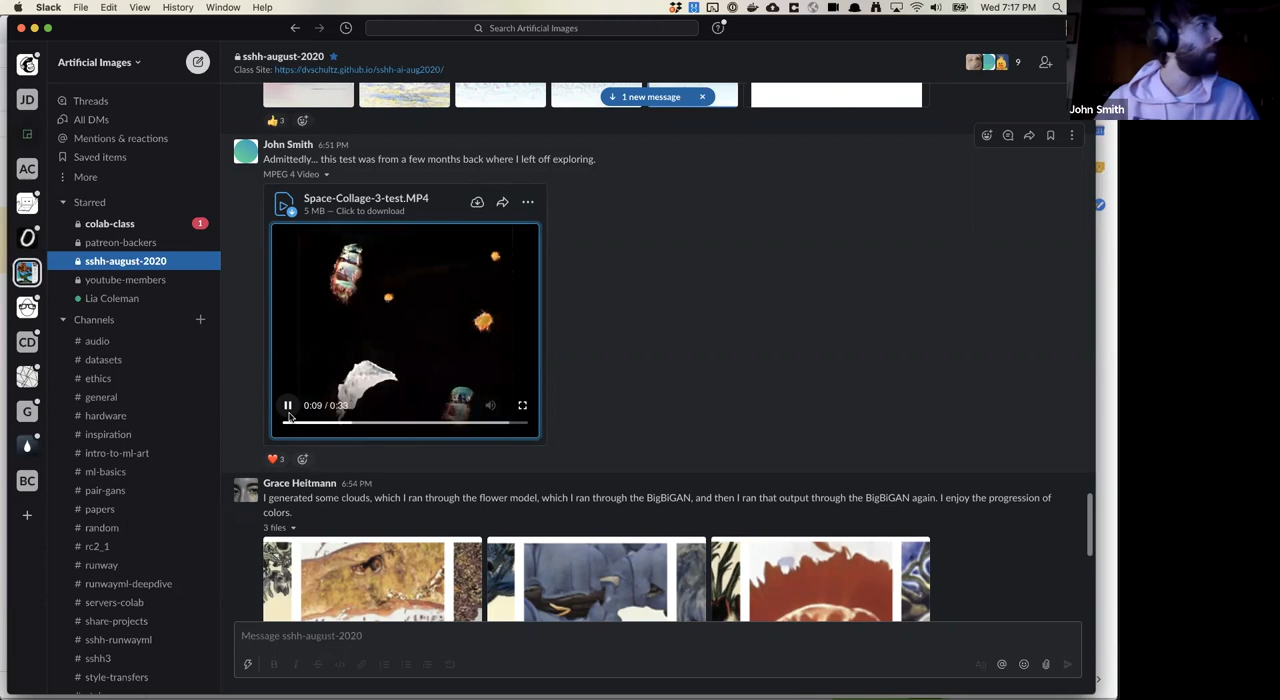 Slack File Edit View History Window Help
Wed 7:17 PM
Search Artificial Images
Artificial Images
sshh-august-2020
Class Site: https://dvschultz.github.io/sshh-ai-aug2020/
9
John Smith
JD
AC
CD
G
BC
Threads
All DMs
Mentions & reactions
Saved items
More
Starred
colab-class 1
patreon-backers
sshh-august-2020
youtube-members
Lia Coleman
Channels
# audio
# datasets
# ethics
# general
# hardware
# inspiration
# intro-to-ml-art
# ml-basics
# pair-gans
# papers
# random
# rc2_1
# runway
# runwayml-deepdive
# servers-colab
# share-projects
# sshh-runwayml
# sshh3
# style-transfers
1 new message
3
John Smith 6:51 PM
Admittedly... this test was from a few months back where I left off exploring.
MPEG 4 Video
Space-Collage-3-test.MP4
5 MB — Click to download
0:09 / 0:33
3
Grace Heitmann 6:54 PM
I generated some clouds, which I ran through the flower model, which I ran through the BigBiGAN, and then I ran that output through the BigBiGAN again. I enjoy the progression of
colors.
3 files
Message sshh-august-2020